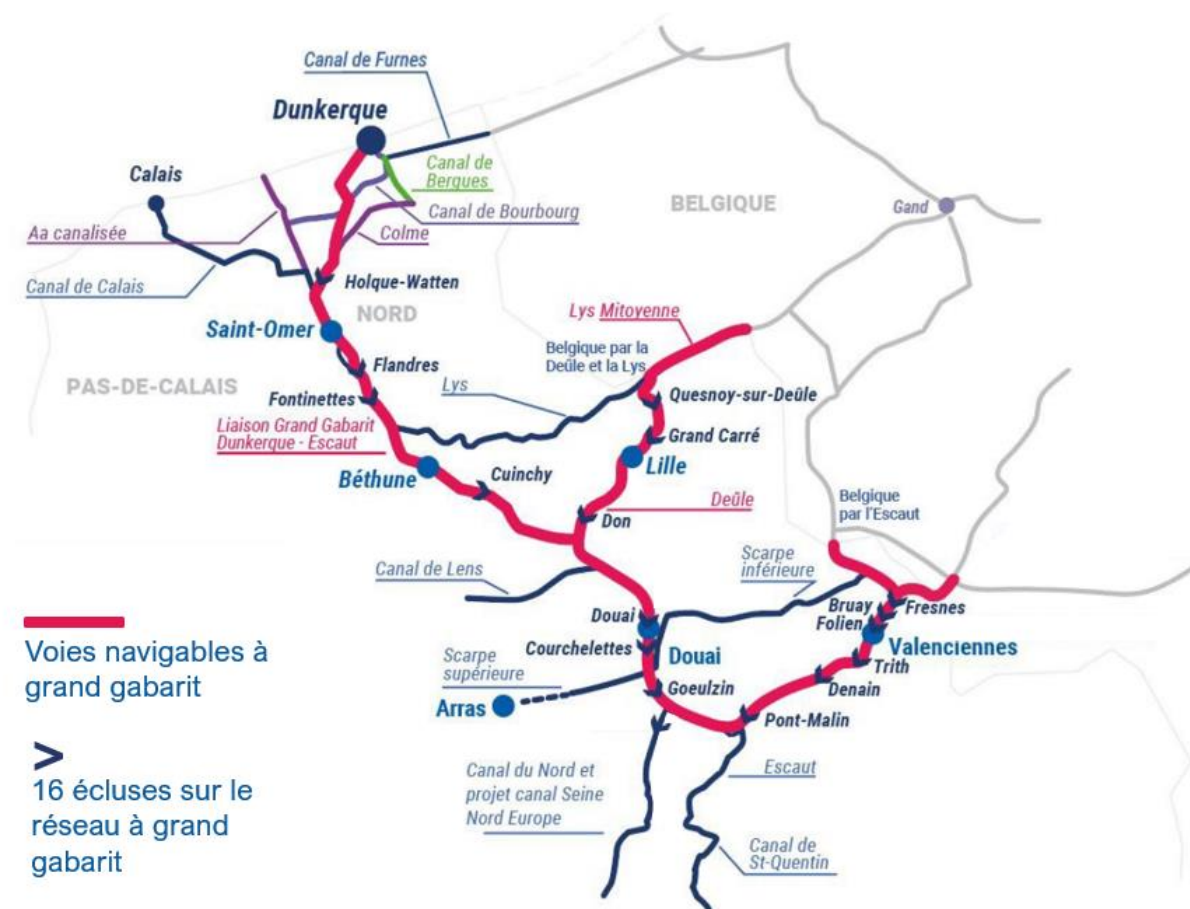 Canal de Furnes
Dunkerque
Calais
Canal de
Bergues
BELGIQUE
Gand
Canal de Bourbourg
Aa canalisée
Colme
Canal de Calais
Holque-Watten
NORD
Lys Mitoyenne
Saint-Omer
Belgique par la
Deûle et la Lys
Flandres
PAS-DE-CALAIS
Lys
Quesnoy-sur-Deûle
Fontinettes
Liaison Grand Gabarit
Dunkerque - Escaut
Grand Carré
Lille
Béthune
Cuinchy
Deûle
Belgique
par l'Escaut
Don
Scarpe
inférieure
Canal de Lens
Douai
Bruay
Folien
Fresnes
Valenciennes
Voies navigables à
grand gabarit
Courchelettes
Douai
Trith
Scarpe
supérieure
Goeulzin
Denain
Arras
Pont-Malin
>
16 écluses sur le
réseau à grand
gabarit
Canal du Nord et
projet canal Seine
Nord Europe
Escaut
Canal de
St-Quentin